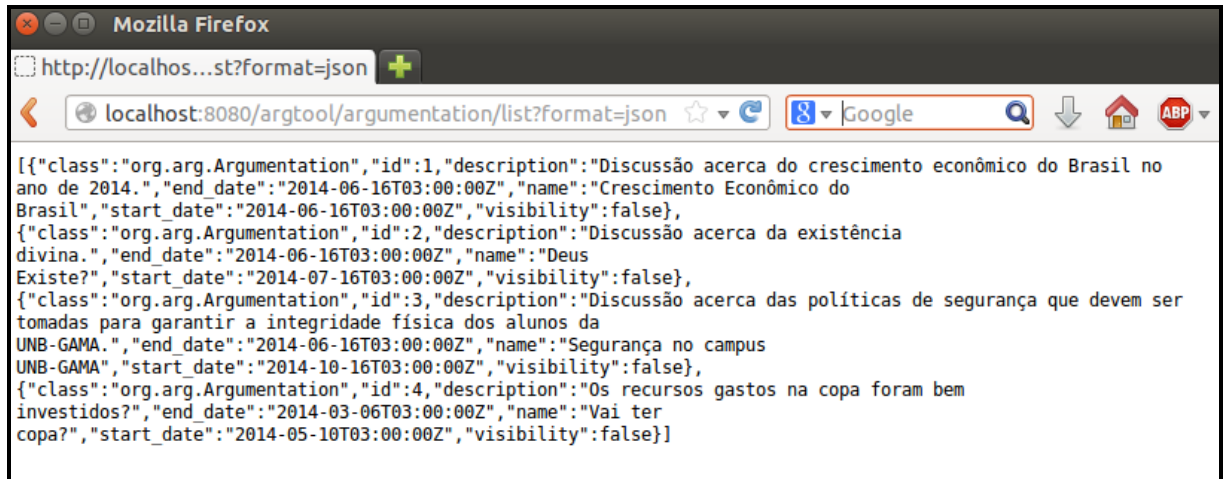 Mozilla Firefox
http://localhos...st?format=json
localhost:8080/argtool/argumentation/list?format=json
8 Google
ABP
[{"class":"org.arg.Argumentation","id":1,"description":"Discussão acerca do crescimento econômico do Brasil no
ano de 2014.","end_date":"2014-06-16T03:00:00Z","name":"Crescimento Econômico do
Brasil","start_date":"2014-06-16T03:00:00Z","visibility":false},
{"class":"org.arg.Argumentation","id":2,"description":"Discussão acerca da existência
divina.","end_date":"2014-06-16T03:00:00Z","name":"Deus
Existe?","start_date":"2014-07-16T03:00:00Z","visibility":false},
{"class":"org.arg.Argumentation","id":3,"description":"Discussão acerca das políticas de segurança que devem ser
tomadas para garantir a integridade física dos alunos da
UNB-GAMA.","end_date":"2014-06-16T03:00:00Z","name":"Segurança no campus
UNB-GAMA","start_date":"2014-10-16T03:00:00Z","visibility":false},
{"class":"org.arg.Argumentation","id":4,"description":"Os recursos gastos na copa foram bem
investidos?","end_date":"2014-03-06T03:00:00Z","name":"Vai ter
copa?","start_date":"2014-05-10T03:00:00Z","visibility":false}]